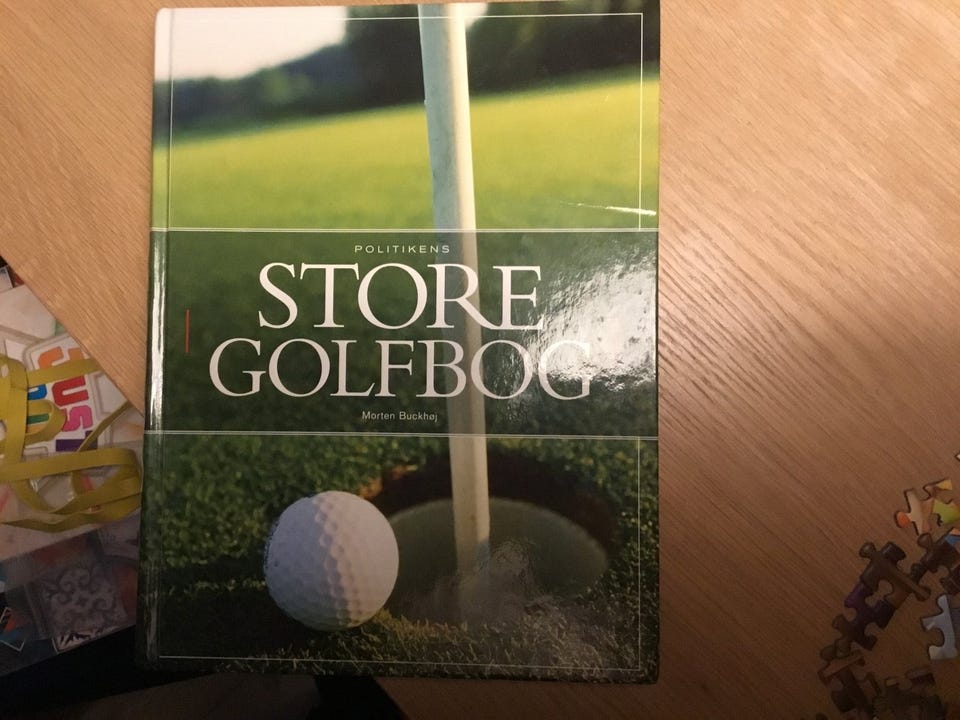 POLITIKENS
STORE
GOLFBOG
Morten Buckhøj